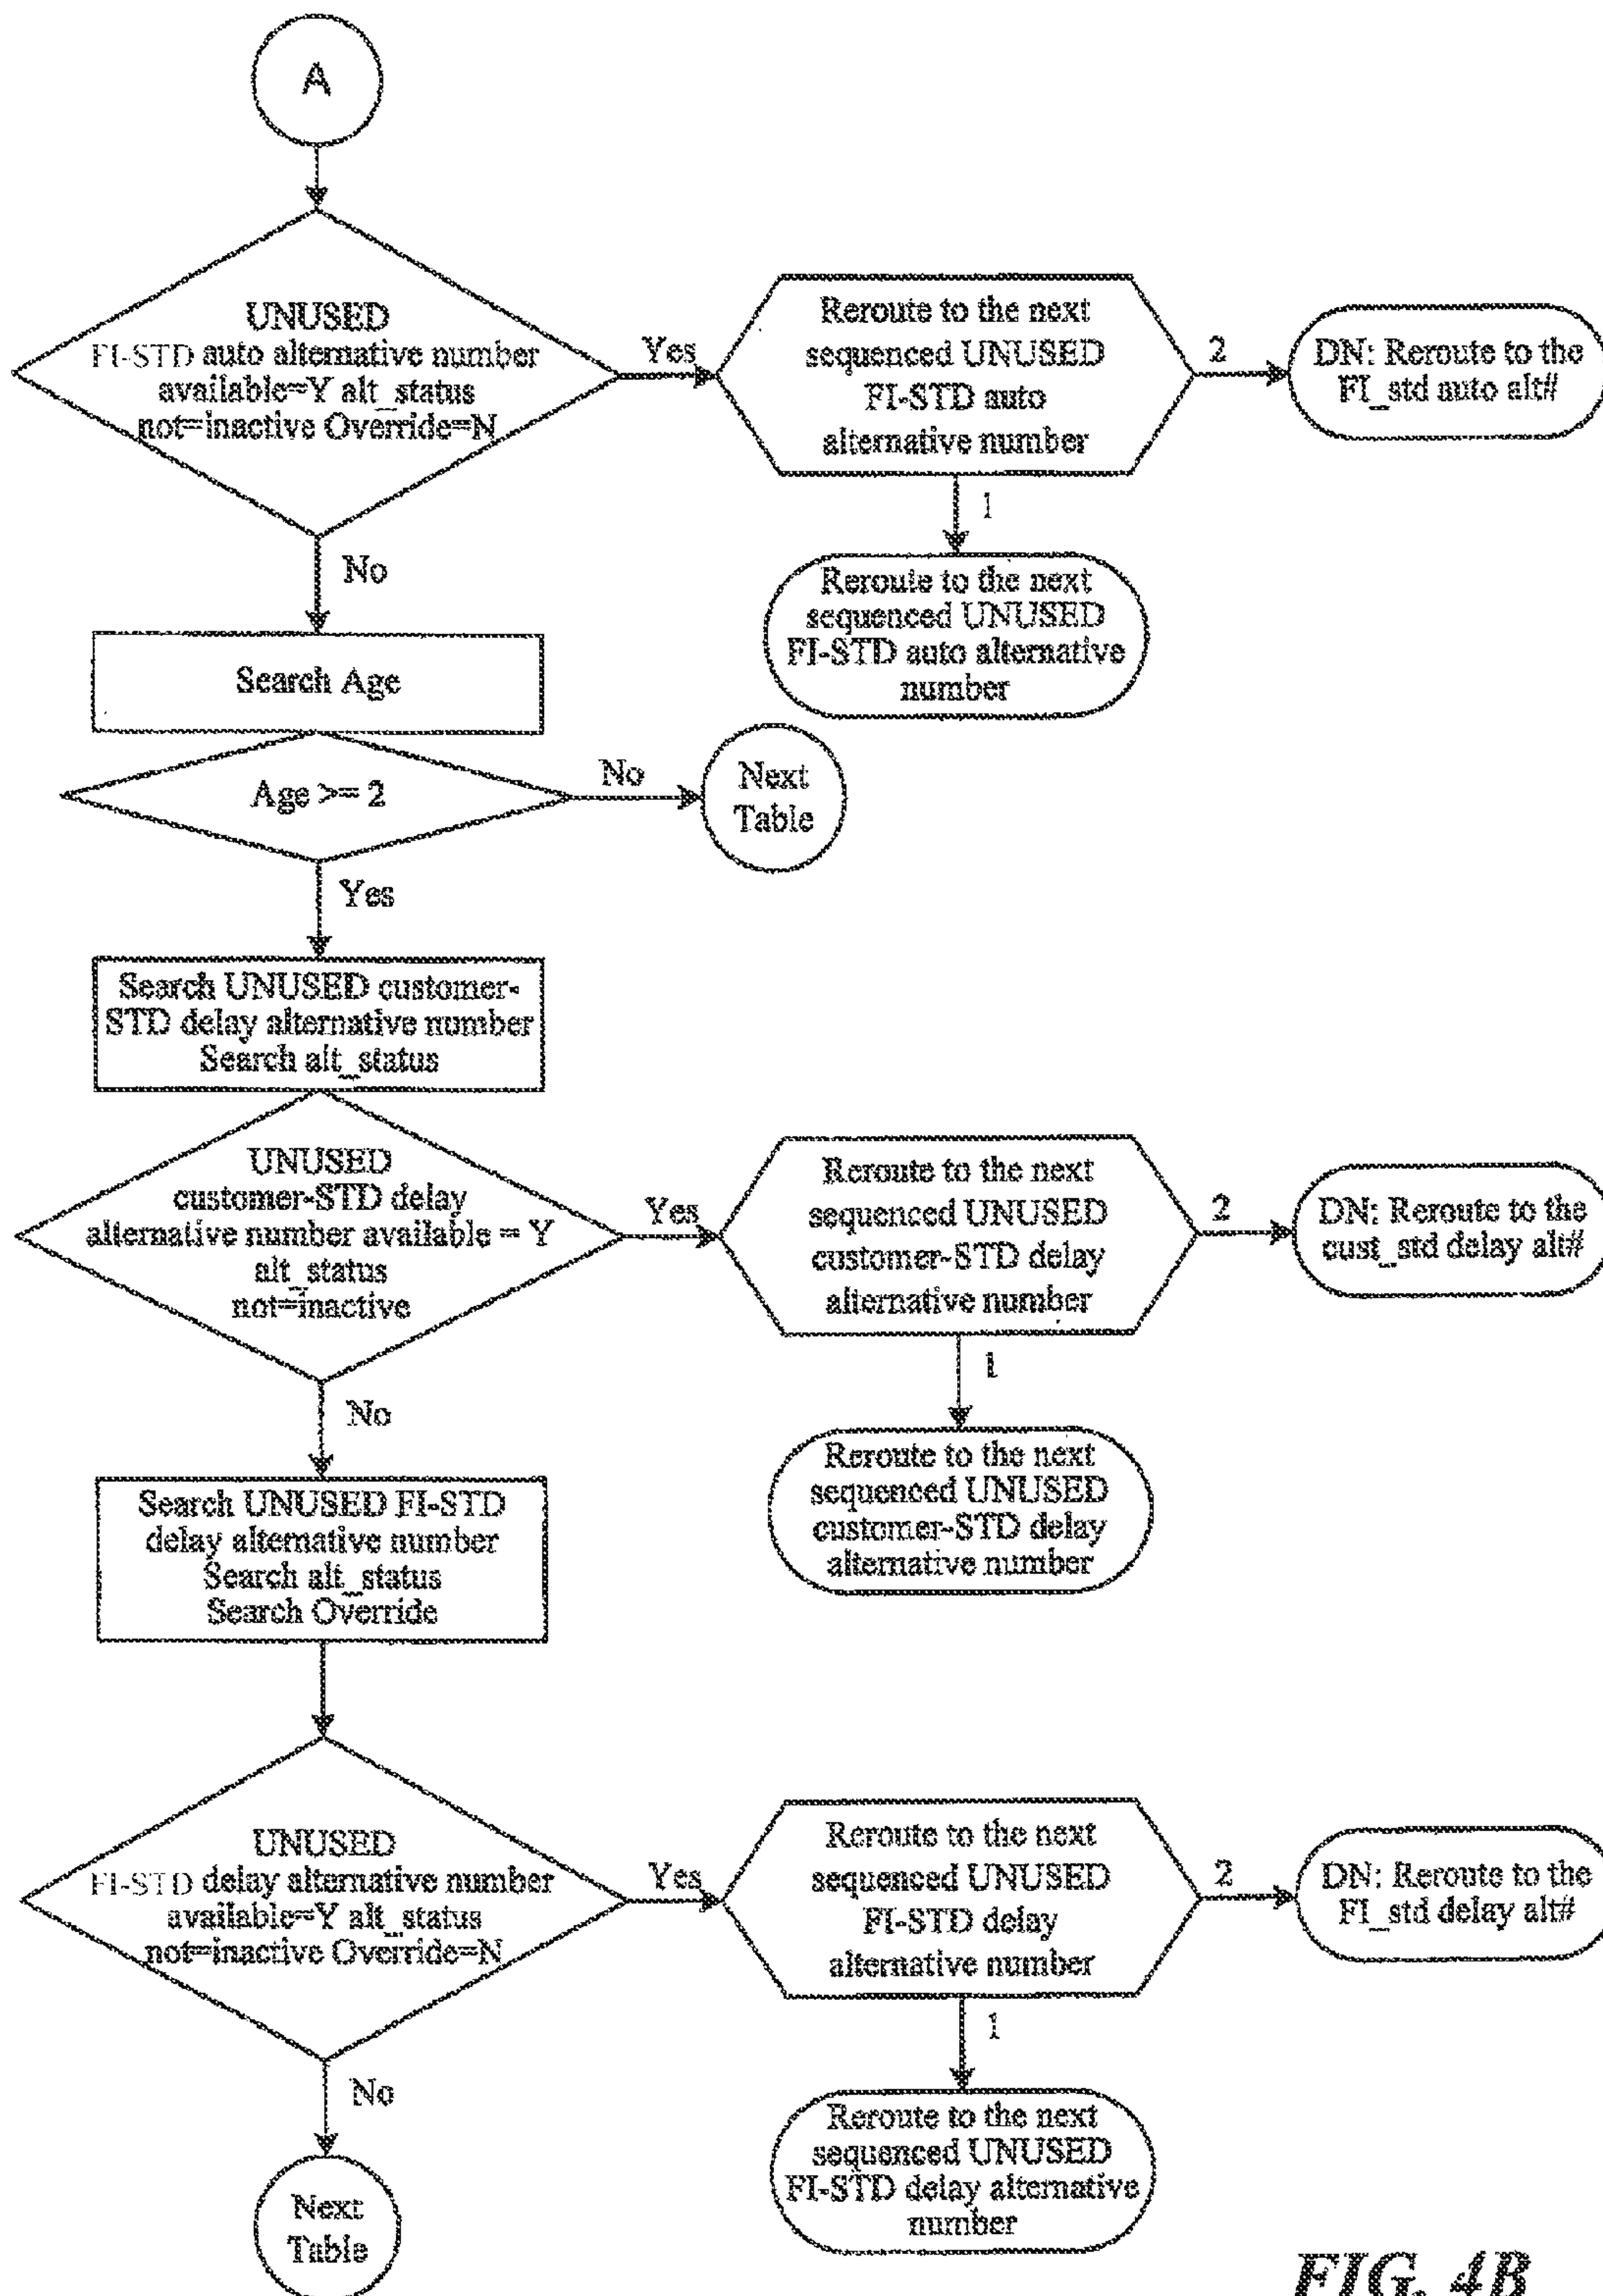 A
UNUSED
FI-STD auto alternative number
available=Y alt_status
not=inactive Override=N
Yes
Reroute to the next
sequenced UNUSED
FI-STD auto
alternative number
2
DN: Reroute to the
FI_std auto alt#
1
Reroute to the next
sequenced UNUSED
FI-STD auto alternative
number
No
Search Age
Age >= 2
No
Next
Table
Yes
Search UNUSED customer-
STD delay alternative number
Search alt_status
UNUSED
customer-STD delay
alternative number available = Y
alt_status
not=inactive
Yes
Reroute to the next
sequenced UNUSED
customer-STD delay
alternative number
2
DN: Reroute to the
cust_std delay alt#
1
Reroute to the next
sequenced UNUSED
customer-STD delay
alternative number
No
Search UNUSED FI-STD
delay alternative number
Search alt_status
Search Override
UNUSED
FI-STD delay alternative number
available=Y alt_status
not=inactive Override=N
Yes
Reroute to the next
sequenced UNUSED
FI-STD delay
alternative number
2
DN: Reroute to the
FI_std delay alt#
1
Reroute to the next
sequenced UNUSED
FI-STD delay alternative
number
No
Next
Table
FIG. 4B